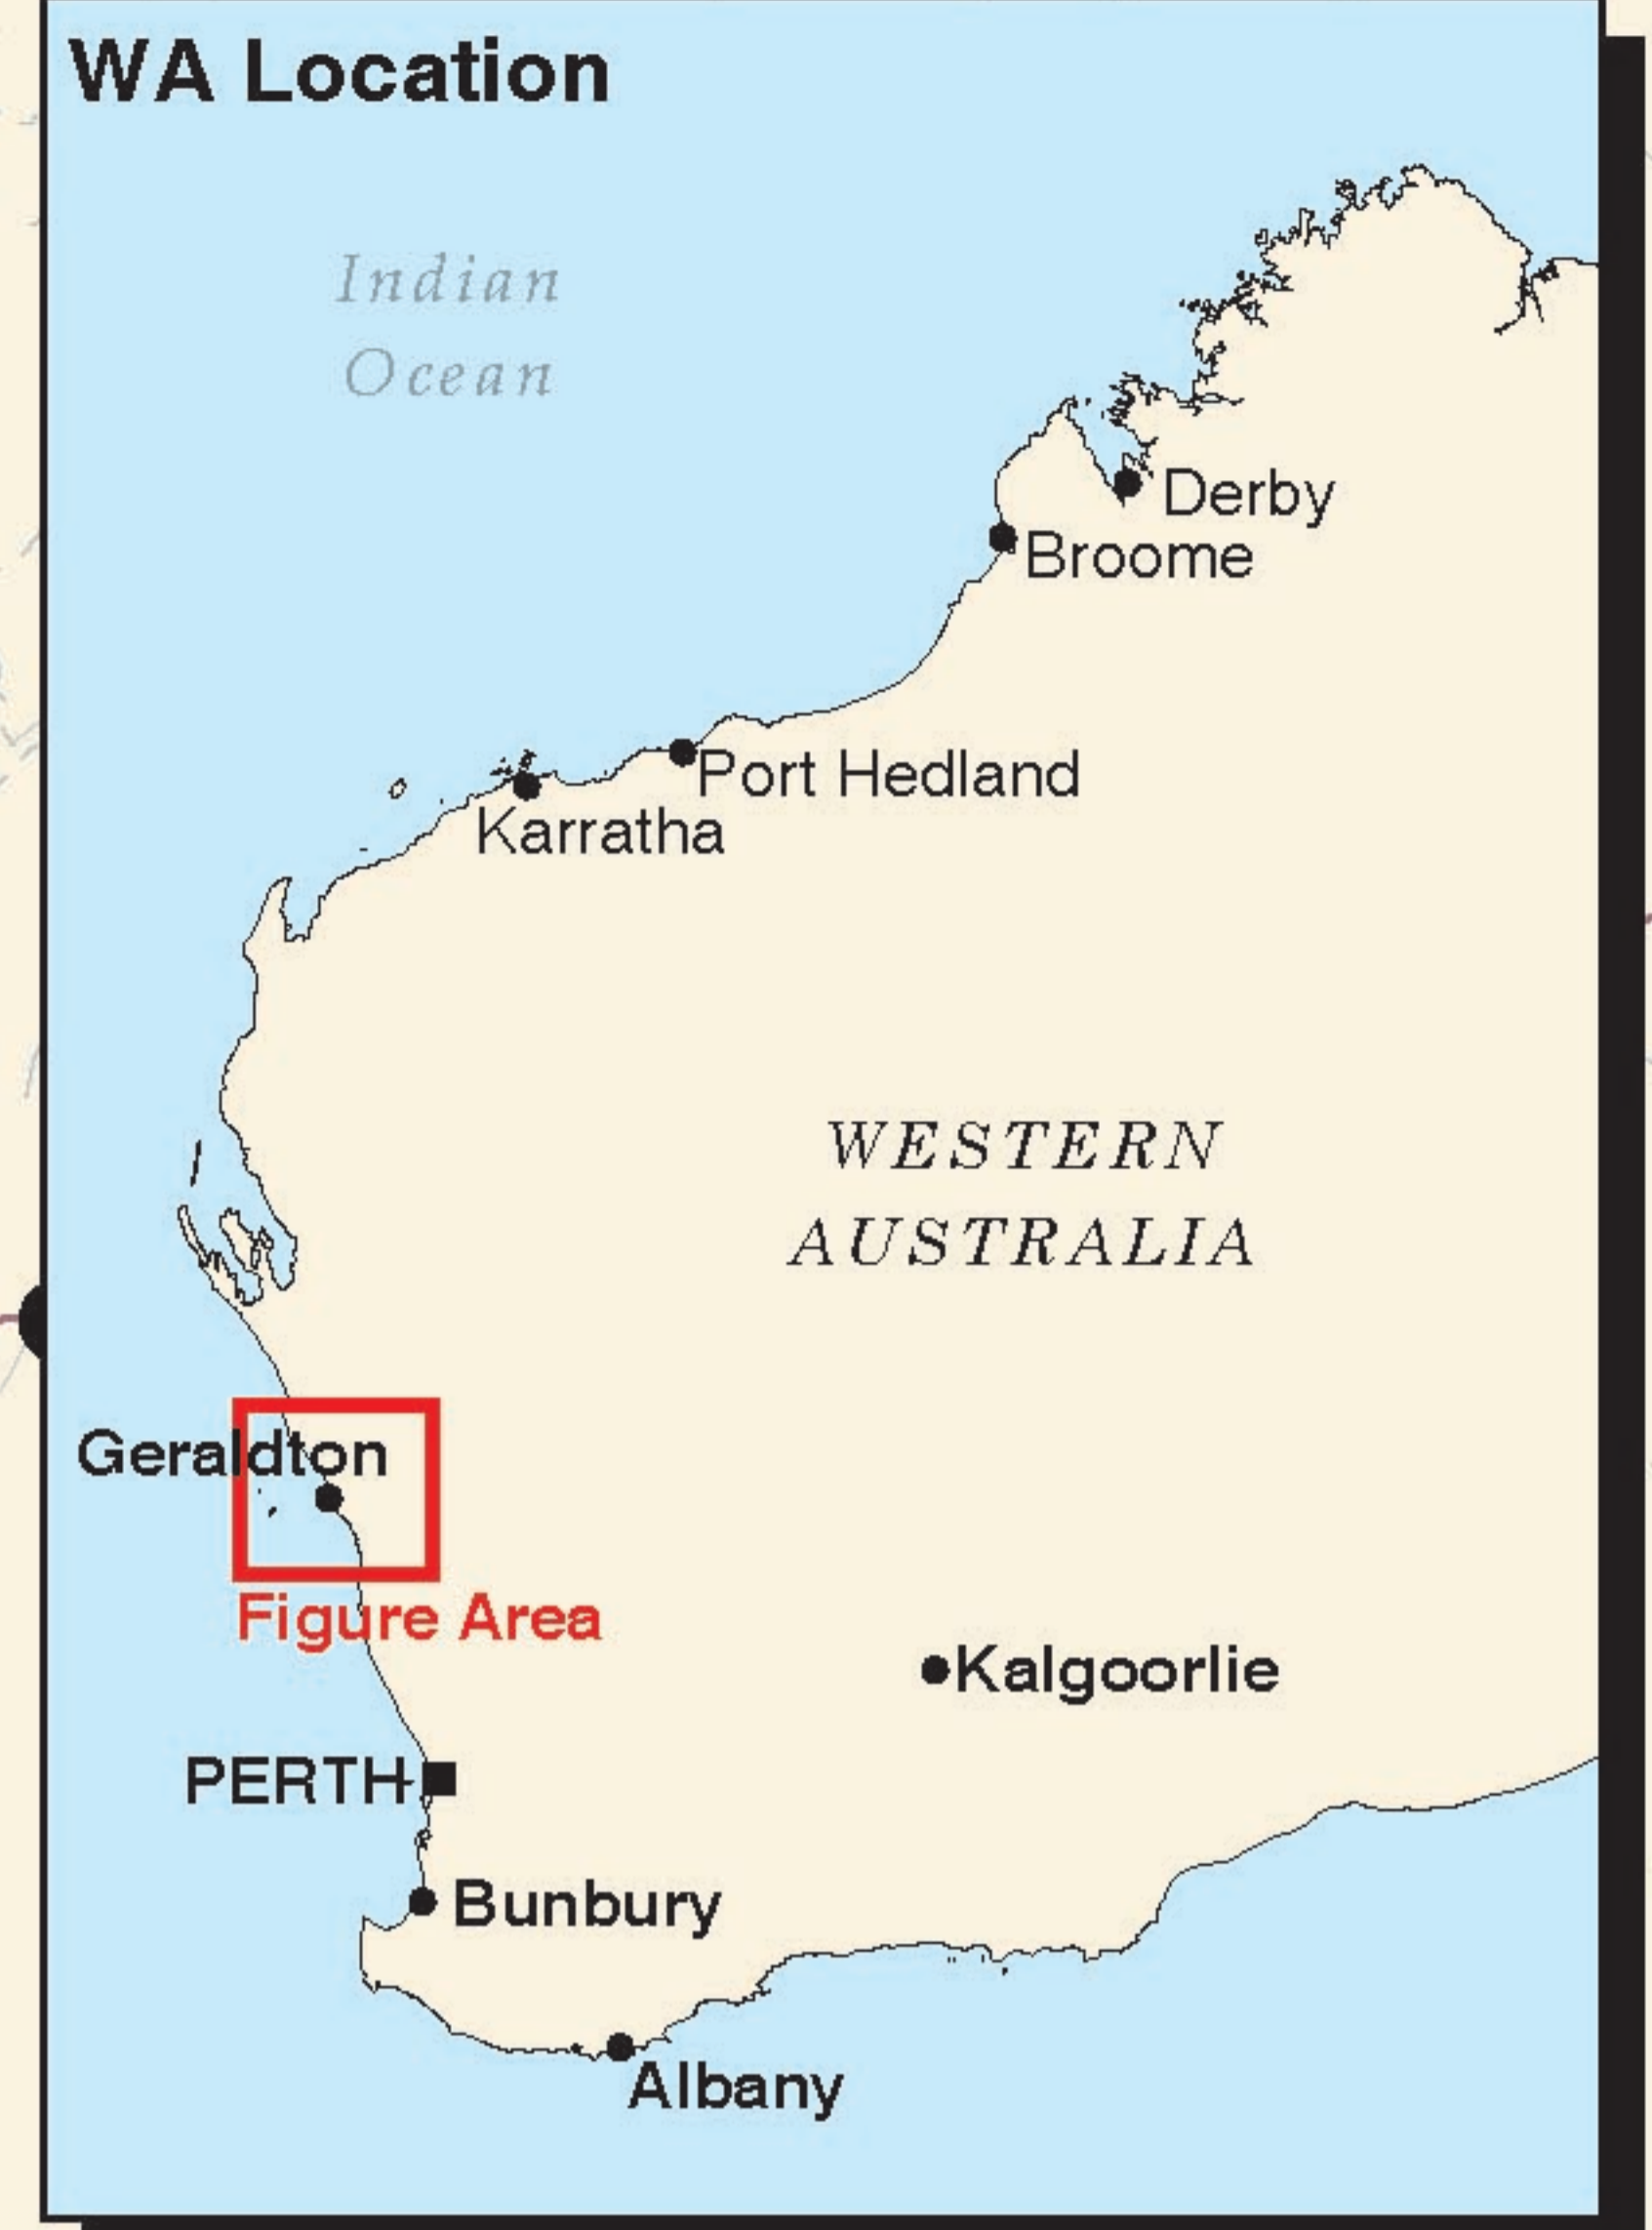 WA Location
Indian
Ocean
Derby
Broome
Port Hedland
Karratha
WESTERN
AUSTRALIA
Geraldton
Figure Area
Kalgoorlie
PERTH
Bunbury
Albany